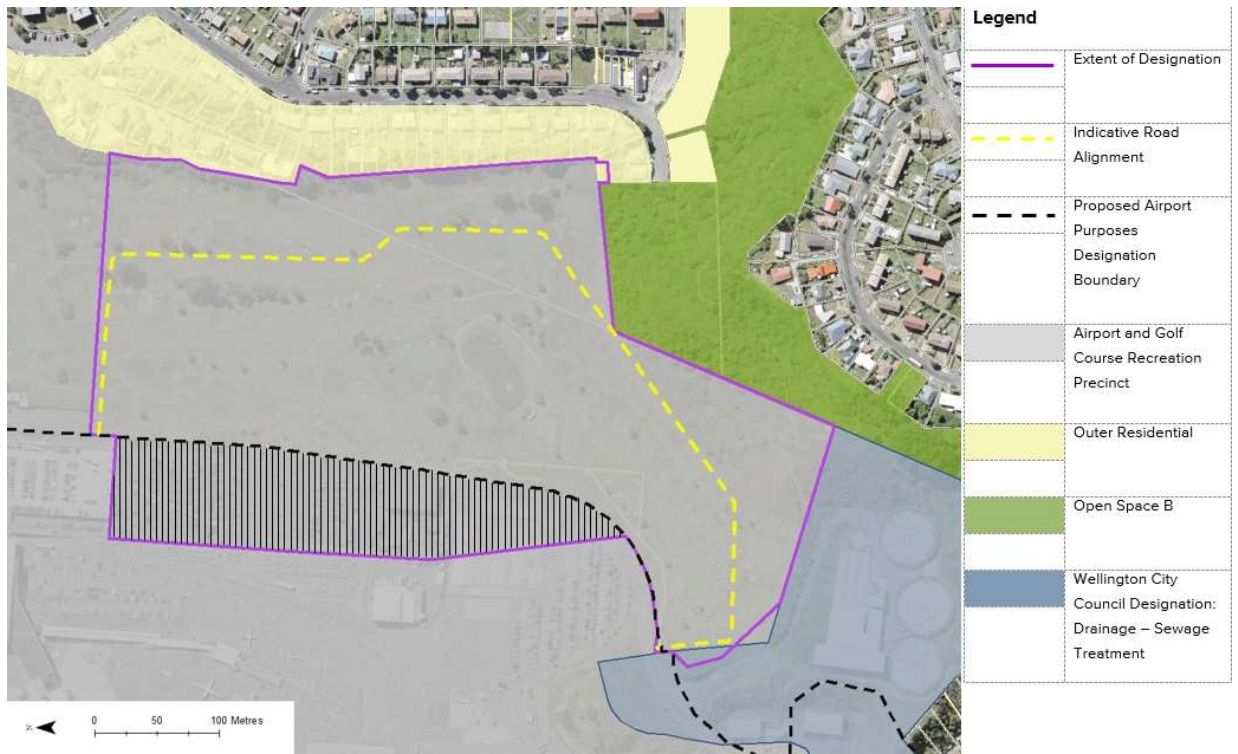 Legend
Extent of Designation
Indicative Road
Alignment
Proposed Airport
Purposes
Designation
Boundary
Airport and Golf
Course Recreation
Precinct
Outer Residential
Open Space B
Wellington City
Council Designation:
Drainage – Sewage
Treatment
N
0 50 100 Metres